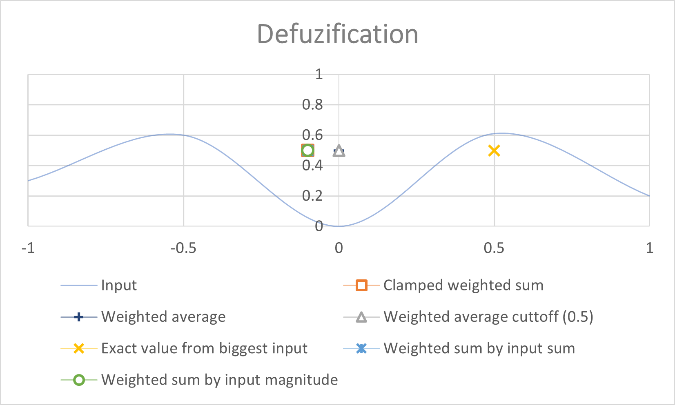 Defuzification
1
0.8
0.6
0.4
0.2
0
-1 -0.5 0 0.5 1
Input Clamped weighted sum
Weighted average Weighted average cuttoff (0.5)
Exact value from biggest input Weighted sum by input sum
Weighted sum by input magnitude